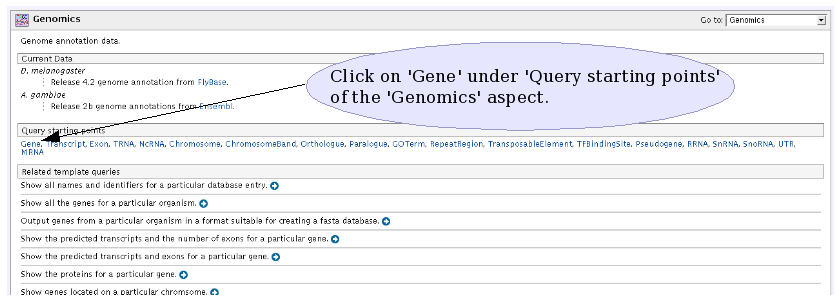 Genomics
Go to: Genomics
Genome annotation data.
Current Data
D. melanogaster
Release 4.2 genome annotation from FlyBase.
A. gambiae
Release 2b genome annotations from Ensembl.
Click on 'Gene' under 'Query starting points'
of the 'Genomics' aspect.
Query starting points
Gene, Transcript, Exon, TRNA, NcRNA, Chromosome, ChromosomeBand, Orthologue, Paralogue, GOTerm, RepeatRegion, TransposableElement, TFBindingSite, Pseudogene, RRNA, SnRNA, SnoRNA, UTR,
MRNA
Related template queries
Show all names and identifiers for a particular database entry.
Show all the genes for a particular organism.
Output genes from a particular organism in a format suitable for creating a fasta database.
Show the predicted transcripts and the number of exons for a particular gene.
Show the predicted transcripts and exons for a particular gene.
Show the proteins for a particular gene.
Show genes located on a particular chromsome.